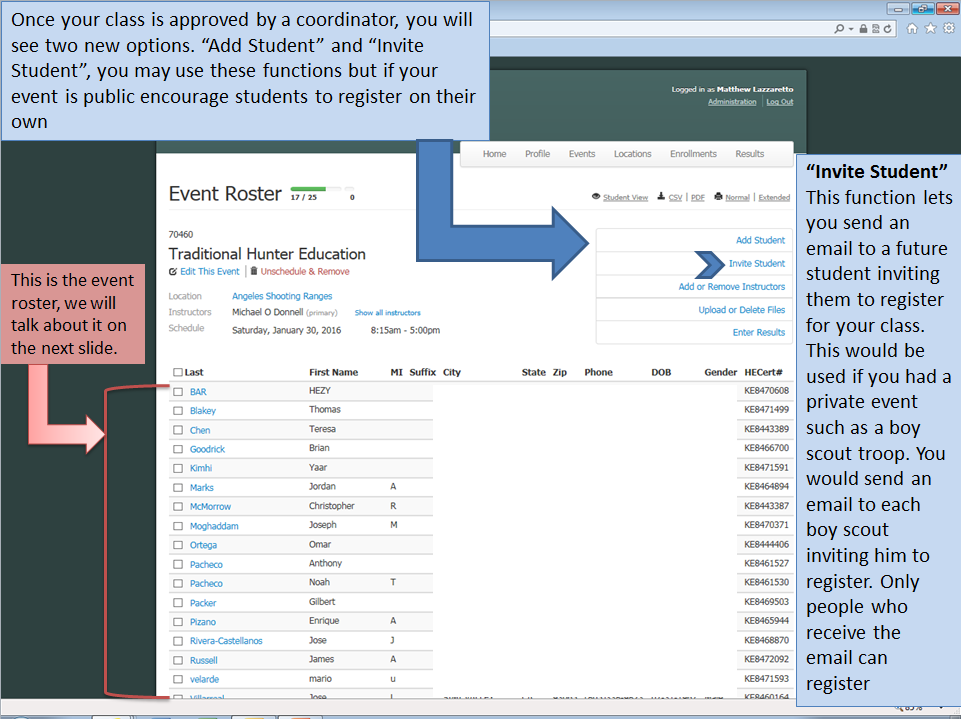 Once your class is approved by a coordinator, you will
see two new options. “Add Student” and “Invite
Student”, you may use these functions but if your
event is public encourage students to register on their
own
Logged in as Matthew Lazzaretto
Administration | Log Out
Home Profile Events Locations Enrollments Results
Event Roster 17 / 25 0
Student View CSV | PDF Normal | Extended
70460
Traditional Hunter Education
Edit This Event | Unschedule & Remove
Location Angeles Shooting Ranges
Instructors Michael O Donnell (primary) Show all instructors
Schedule Saturday, January 30, 2016 8:15am - 5:00pm
Add Student
Invite Student
Add or Remove Instructors
Upload or Delete Files
Enter Results
This is the event
roster, we will
talk about it on
the next slide.
Last First Name MI Suffix City State Zip Phone DOB Gender HECert#
BAR HEZY KE8470608
Blakey Thomas KE8471499
Chen Teresa KE8443389
Goodrick Brian KE8466700
Kimhi Yaar KE8471591
Marks Jordan A KE8464894
McMorrow Christopher R KE8443387
Moghaddam Joseph M KE8470371
Ortega Omar KE8444406
Pacheco Anthony KE8461527
Pacheco Noah T KE8461530
Packer Gilbert KE8469503
Pizano Enrique A KE8465944
Rivera-Castellanos Jose J KE8468870
Russell James A KE8472092
velarde mario u KE8471593
Villarreal Jose KE8460164
“Invite Student”
This function lets
you send an
email to a future
student inviting
them to register
for your class.
This would be
used if you had a
private event
such as a boy
scout troop. You
would send an
email to each
boy scout
inviting him to
register. Only
people who
receive the
email can
register
85%